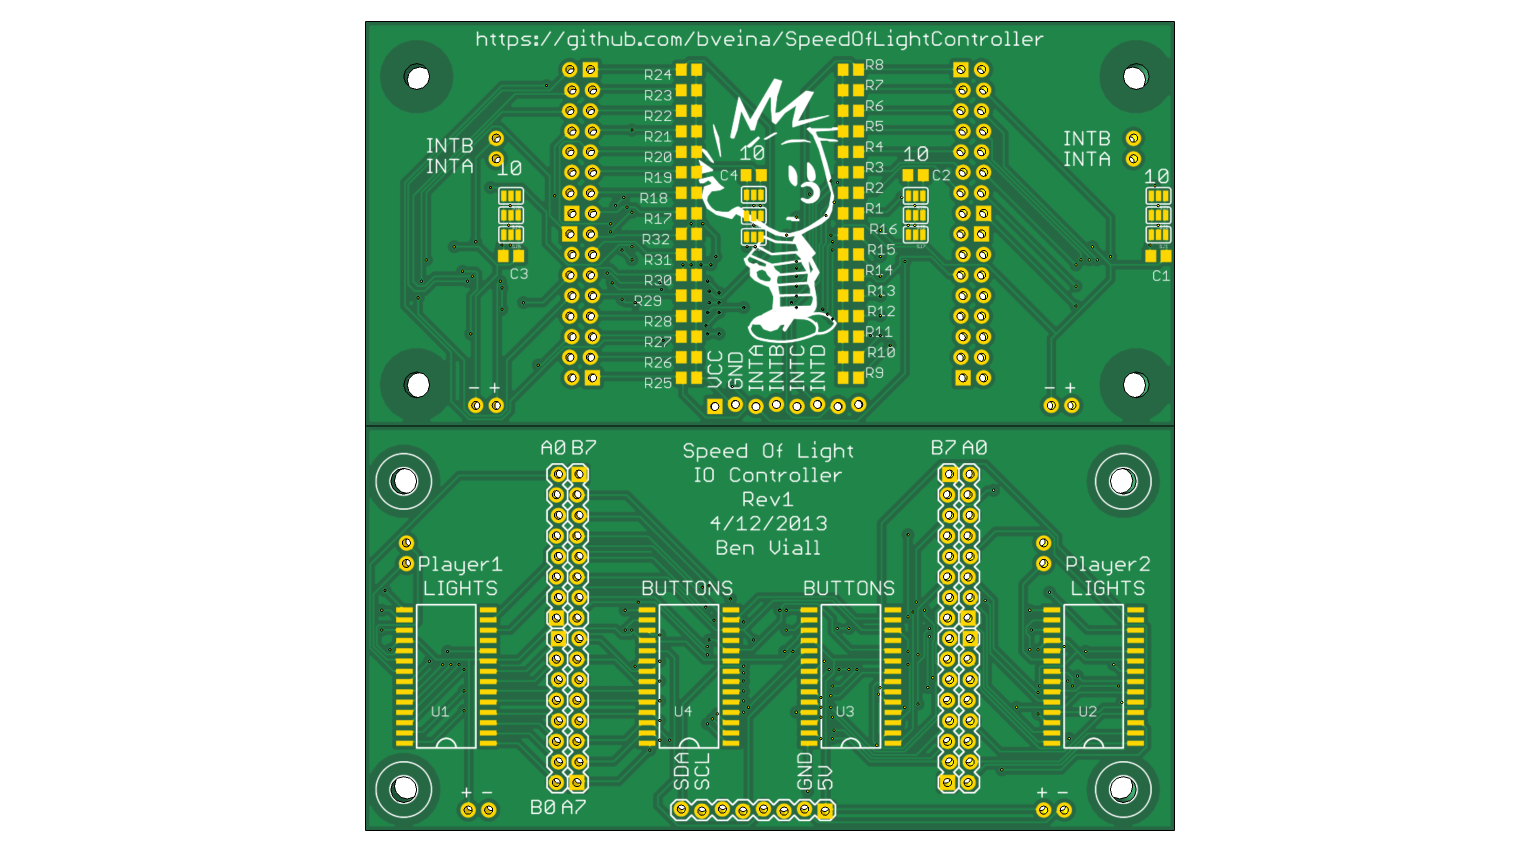 https://github.com/bveina/SpeedOfLightController
R24 R8
R23 R7
R22 R6
R21 R5
INTB INTB
INTA INTA
R20 10 R4 10
10 10
R19 C4 R3 C2
R18 R2
R17 R1
R32 R16
R31 R15
C3 C1
R30 R14
R29 R13
R28 R12
R27 R11
R26 R10
R25 R9
VCC GND INTA INTB INTC INTD
- + - +
A0 B7 B7 A0
Speed Of Light
IO Controller
Rev1
4/12/2013
Ben Viall
Player1 Player2
LIGHTS BUTTONS BUTTONS LIGHTS
U1 U4 U3 U2
SDA SCL GND 5V
+ - + -
B0 A7